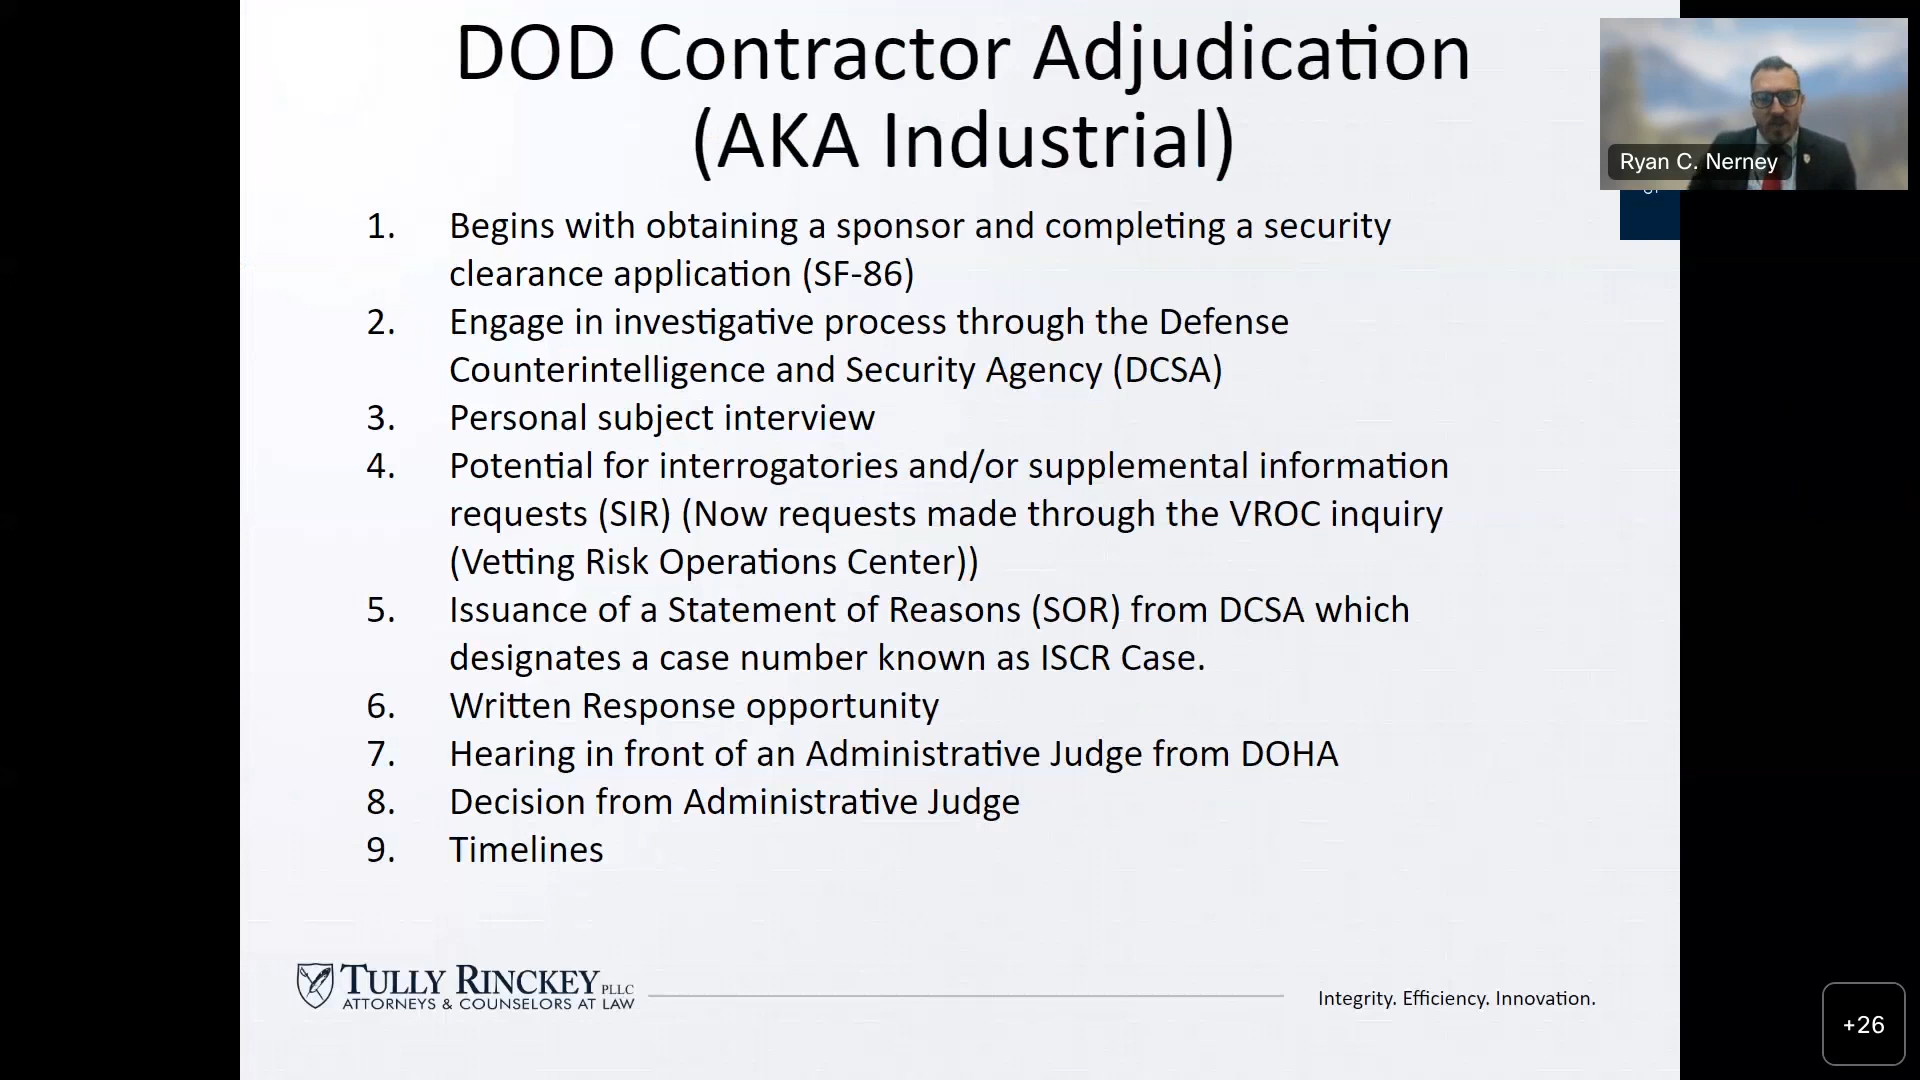 DOD Contractor Adjudication
(AKA Industrial)
Ryan C. Nerney
1. Begins with obtaining a sponsor and completing a security
clearance application (SF-86)
2. Engage in investigative process through the Defense
Counterintelligence and Security Agency (DCSA)
3. Personal subject interview
4. Potential for interrogatories and/or supplemental information
requests (SIR) (Now requests made through the VROC inquiry
(Vetting Risk Operations Center))
5. Issuance of a Statement of Reasons (SOR) from DCSA which
designates a case number known as ISCR Case.
6. Written Response opportunity
7. Hearing in front of an Administrative Judge from DOHA
8. Decision from Administrative Judge
9. Timelines
TULLY RINCKEY PLLC
ATTORNEYS & COUNSELORS AT LAW
Integrity. Efficiency. Innovation.
+26